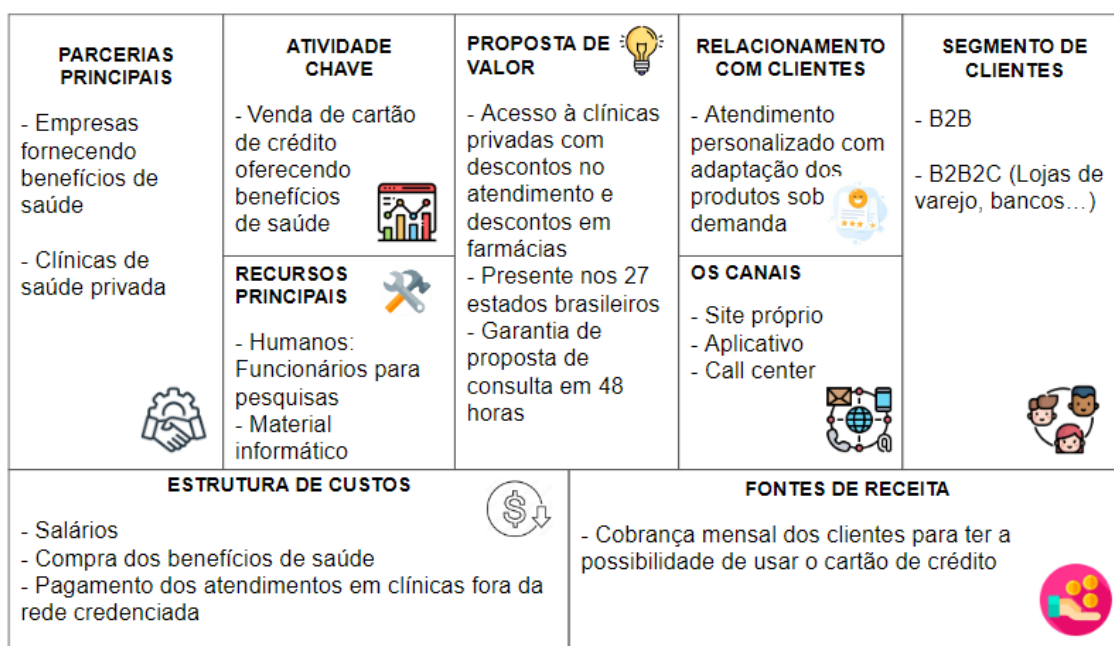 PARCERIAS
PRINCIPAIS
- Empresas
fornecendo
benefícios de
saúde
- Clínicas de
saúde privada
ATIVIDADE
CHAVE
- Venda de cartão
de crédito
oferecendo
benefícios
de saúde
RECURSOS
PRINCIPAIS
- Humanos:
Funcionários para
pesquisas
- Material
informático
PROPOSTA DE
VALOR
- Acesso à clínicas
privadas com
descontos no
atendimento e
descontos em
farmácias
- Presente nos 27
estados brasileiros
- Garantia de
proposta de
consulta em 48
horas
RELACIONAMENTO
COM CLIENTES
- Atendimento
personalizado com
adaptação dos
produtos sob
demanda
OS CANAIS
- Site próprio
- Aplicativo
- Call center
SEGMENTO DE
CLIENTES
- B2B
- B2B2C (Lojas de
varejo, bancos...)
ESTRUTURA DE CUSTOS
- Salários
- Compra dos benefícios de saúde
- Pagamento dos atendimentos em clínicas fora da
rede credenciada
FONTES DE RECEITA
- Cobrança mensal dos clientes para ter a
possibilidade de usar o cartão de crédito